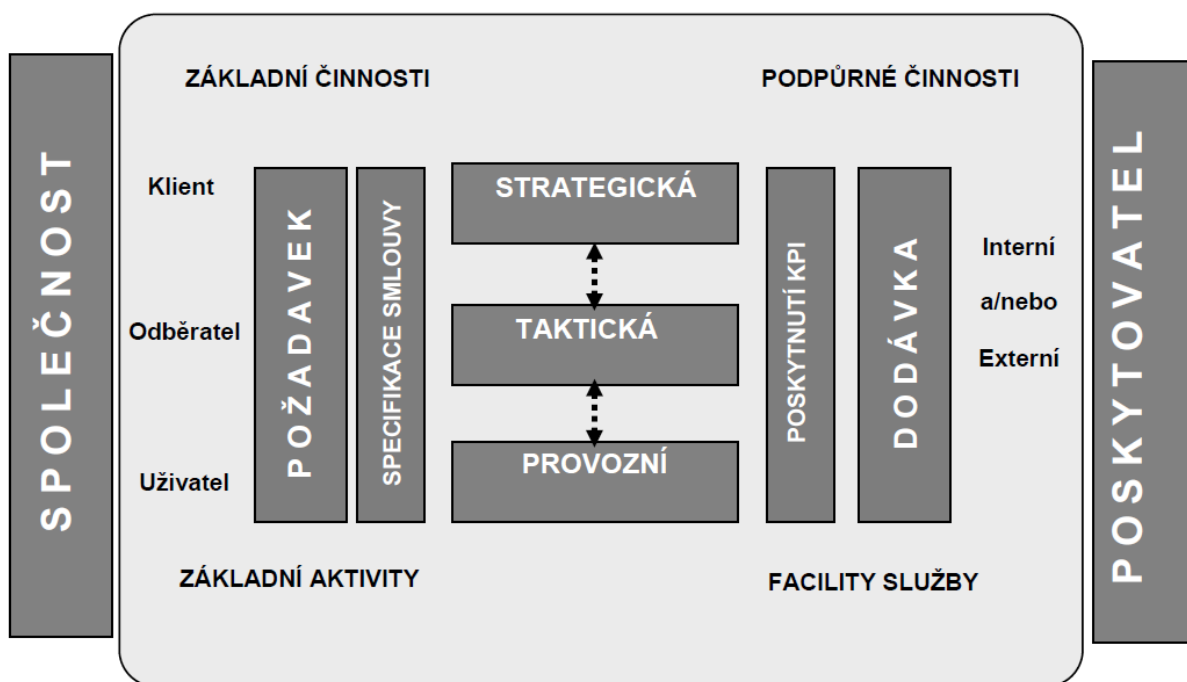 SPOLEČNOST
ZÁKLADNÍ ČINNOSTI
PODPŮRNÉ ČINNOSTI
Klient
Odběratel
Uživatel
POŽADAVEK
SPECIFIKACE SMLOUVY
STRATEGICKÁ
TAKTICKÁ
PROVOZNÍ
POSKYTNUTÍ KPI
DODÁVKA
Interní
a/nebo
Externí
ZÁKLADNÍ AKTIVITY
FACILITY SLUŽBY
POSKYTOVATEL